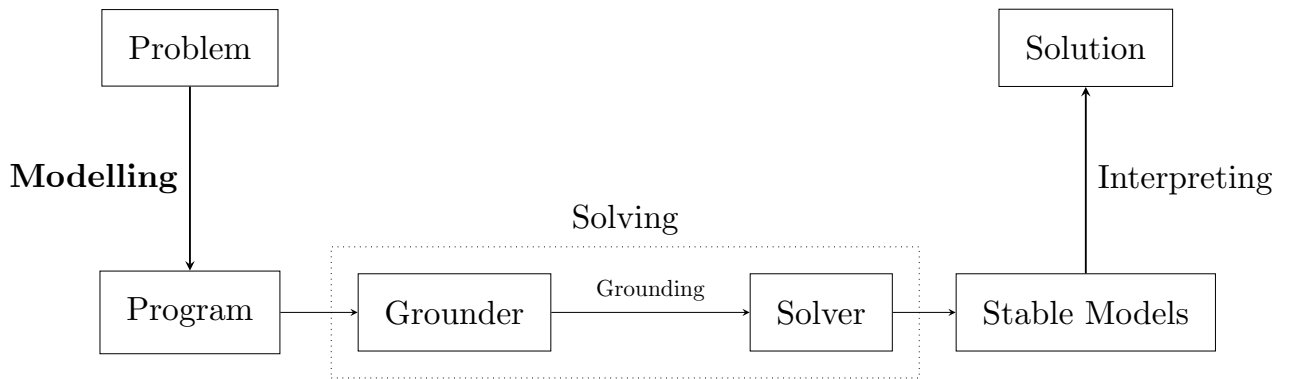 Problem
Solution
Modelling
Interpreting
Solving
Grounding
Program
Grounder
Solver
Stable Models